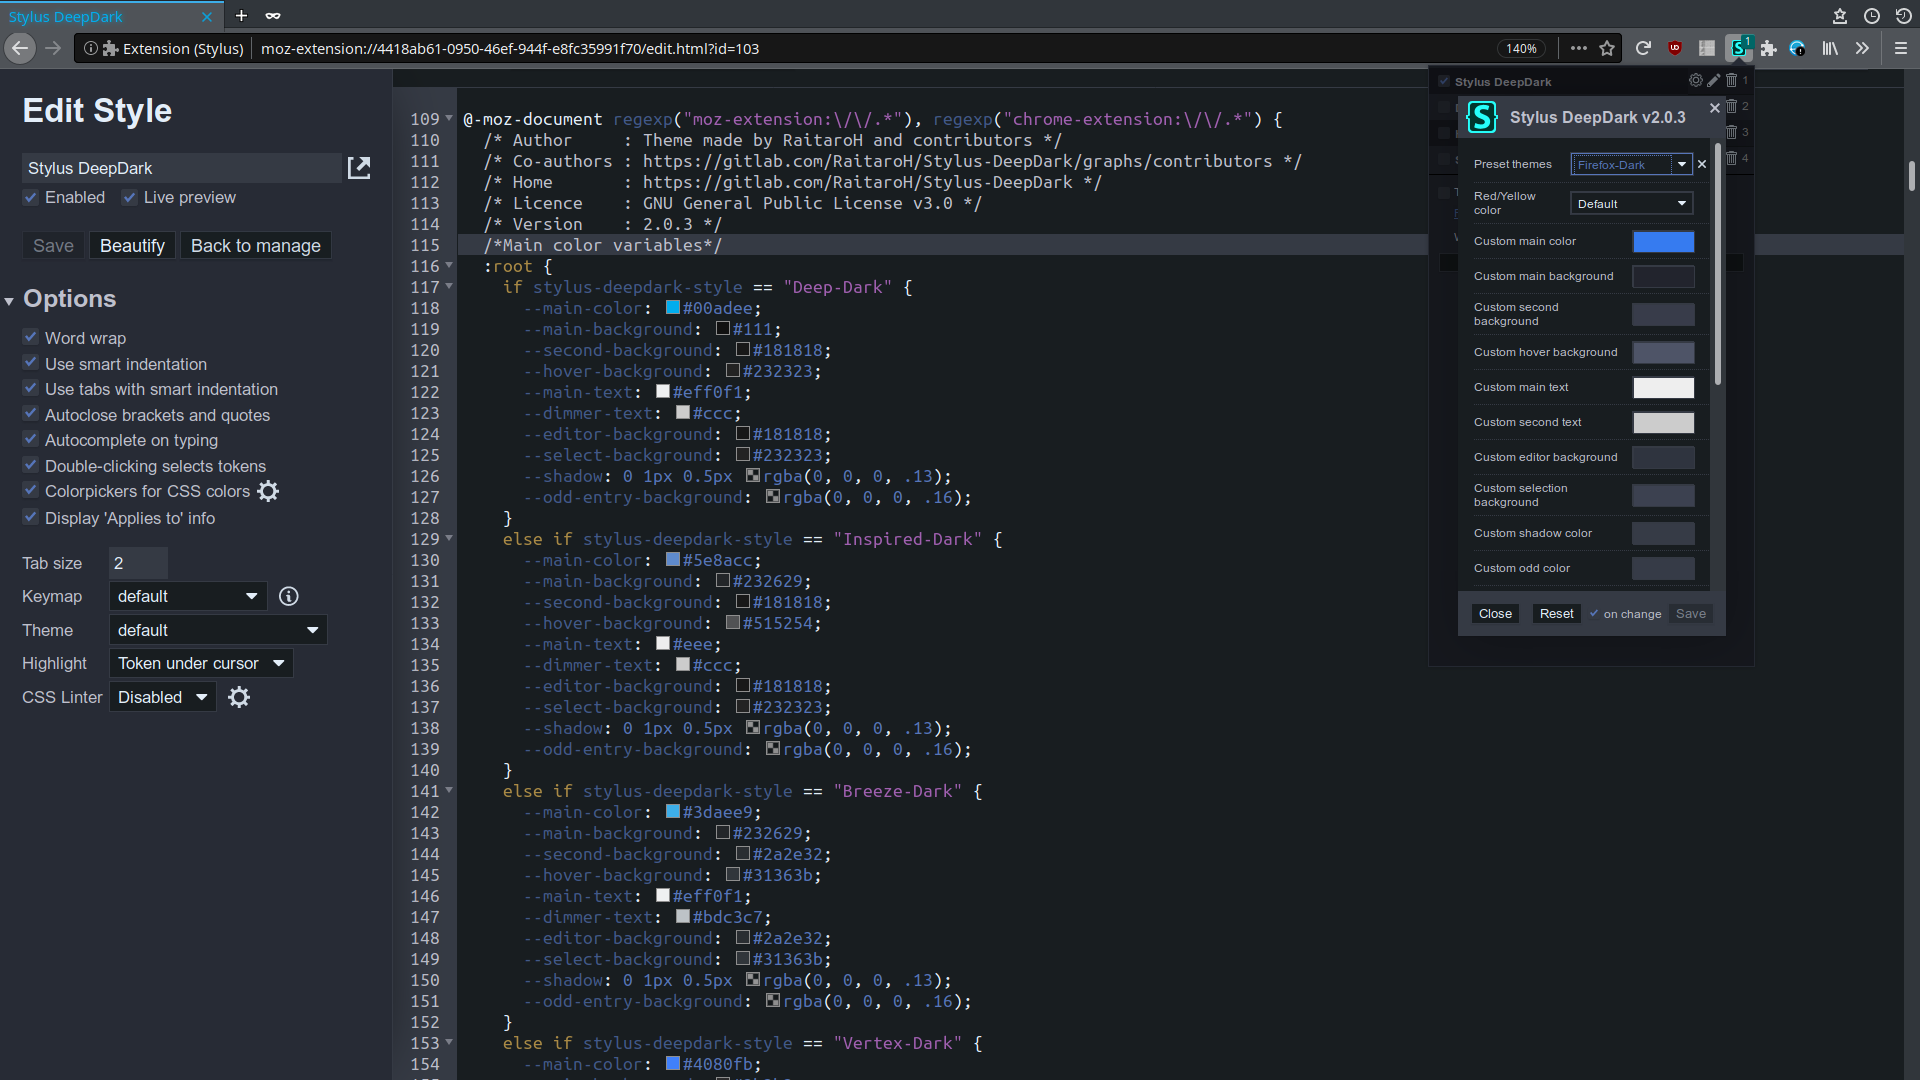 Stylus DeepDark
Extension (Stylus)
moz-extension://4418ab61-0950-46ef-944f-e8fc35991f70/edit.html?id=103
140%
1
Edit Style
Stylus DeepDark
Enabled
Live preview
Save
Beautify
Back to manage
Options
Word wrap
Use smart indentation
Use tabs with smart indentation
Autoclose brackets and quotes
Autocomplete on typing
Double-clicking selects tokens
Colorpickers for CSS colors
Display 'Applies to' info
Tab size 2
Keymap default
Theme default
Highlight Token under cursor
CSS Linter Disabled
109 @-moz-document regexp("moz-extension:\/\/.*"), regexp("chrome-extension:\/\/.*") {
110 /* Author : Theme made by RaitaroH and contributors */
111 /* Co-authors : https://gitlab.com/RaitaroH/Stylus-DeepDark/graphs/contributors */
112 /* Home : https://gitlab.com/RaitaroH/Stylus-DeepDark */
113 /* Licence : GNU General Public License v3.0 */
114 /* Version : 2.0.3 */
115 /*Main color variables*/
116 :root {
117 if stylus-deepdark-style == "Deep-Dark" {
118 --main-color: #00adee;
119 --main-background: #111;
120 --second-background: #181818;
121 --hover-background: #232323;
122 --main-text: #eff0f1;
123 --dimmer-text: #ccc;
124 --editor-background: #181818;
125 --select-background: #232323;
126 --shadow: 0 1px 0.5px rgba(0, 0, 0, .13);
127 --odd-entry-background: rgba(0, 0, 0, .16);
128 }
129 else if stylus-deepdark-style == "Inspired-Dark" {
130 --main-color: #5e8acc;
131 --main-background: #232629;
132 --second-background: #181818;
133 --hover-background: #515254;
134 --main-text: #eee;
135 --dimmer-text: #ccc;
136 --editor-background: #181818;
137 --select-background: #232323;
138 --shadow: 0 1px 0.5px rgba(0, 0, 0, .13);
139 --odd-entry-background: rgba(0, 0, 0, .16);
140 }
141 else if stylus-deepdark-style == "Breeze-Dark" {
142 --main-color: #3daee9;
143 --main-background: #232629;
144 --second-background: #2a2e32;
145 --hover-background: #31363b;
146 --main-text: #eff0f1;
147 --dimmer-text: #bdc3c7;
148 --editor-background: #2a2e32;
149 --select-background: #31363b;
150 --shadow: 0 1px 0.5px rgba(0, 0, 0, .13);
151 --odd-entry-background: rgba(0, 0, 0, .16);
152 }
153 else if stylus-deepdark-style == "Vertex-Dark" {
154 --main-color: #4080fb;
Stylus DeepDark 1
2
3
4
Stylus DeepDark v2.0.3
Preset themes Firefox-Dark
Red/Yellow
color
Default
Custom main color
Custom main background
Custom second
background
Custom hover background
Custom main text
Custom second text
Custom editor background
Custom selection
background
Custom shadow color
Custom odd color
Close
Reset
on change
Save